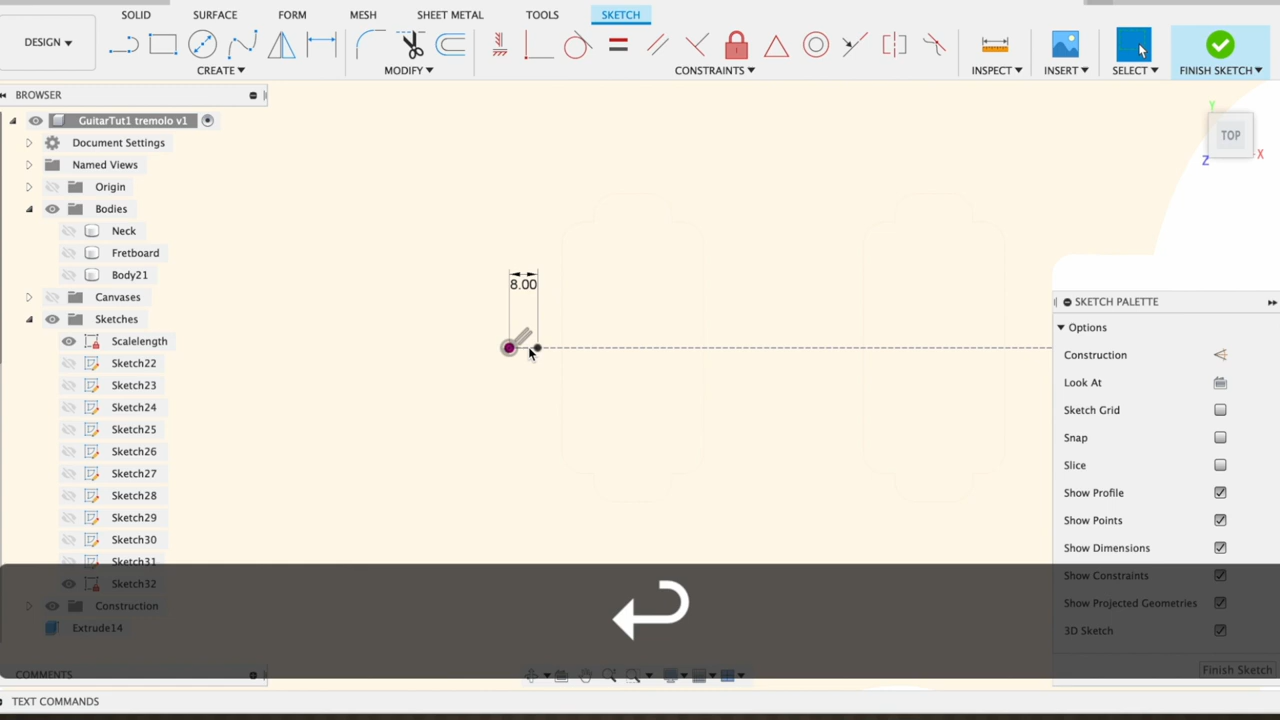 SOLID SURFACE FORM MESH SHEET METAL TOOLS SKETCH
DESIGN
CREATE MODIFY CONSTRAINTS INSPECT INSERT SELECT FINISH SKETCH
BROWSER
GuitarTut1 tremolo v1
Document Settings
Named Views
Origin
Bodies
Neck
Fretboard
Body21
Canvases
Sketches
Scalelength
Sketch22
Sketch23
Sketch24
Sketch25
Sketch26
Sketch27
Sketch28
Sketch29
Sketch30
Sketch31
Sketch32
Construction
Extrude14
COMMENTS
TEXT COMMANDS
8.00
Y
TOP
Z
X
SKETCH PALETTE
Options
Construction
Look At
Sketch Grid
Snap
Slice
Show Profile
Show Points
Show Dimensions
Show Constraints
Show Projected Geometries
3D Sketch
Finish Sketch